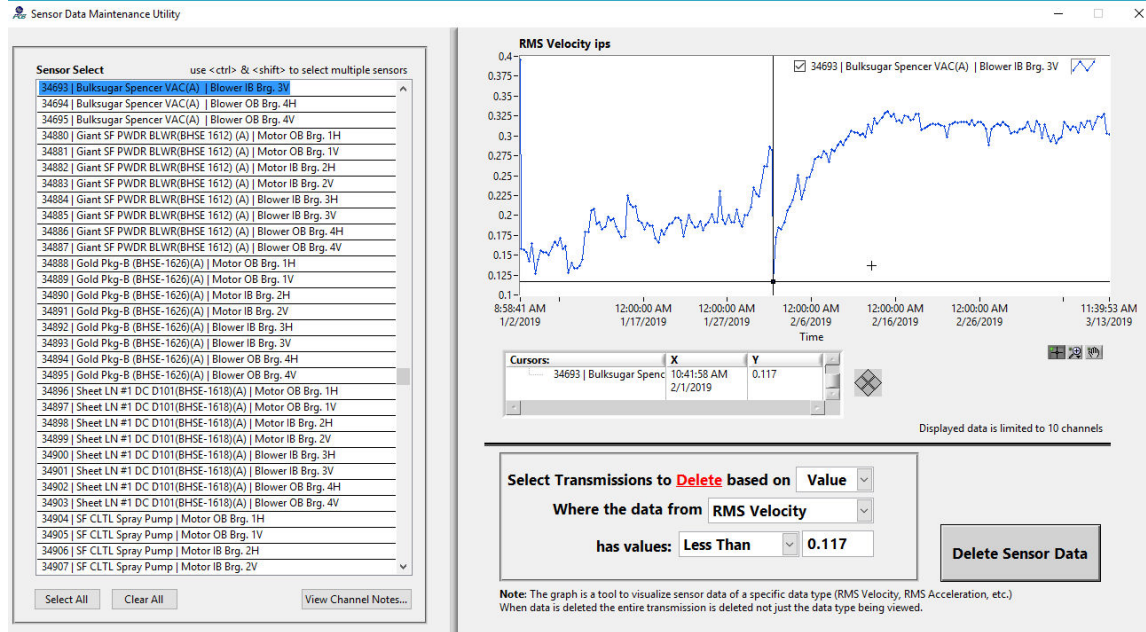 PCB Sensor Data Maintenance Utility
Sensor Select use <ctrl> & <shift> to select multiple sensors
34693 | Bulksugar Spencer VAC(A) | Blower IB Brg. 3V
34694 | Bulksugar Spencer VAC(A) | Blower OB Brg. 4H
34695 | Bulksugar Spencer VAC(A) | Blower OB Brg. 4V
34880 | Giant SF PWDR BLWR(BHSE 1612) (A) | Motor OB Brg. 1H
34881 | Giant SF PWDR BLWR(BHSE 1612) (A) | Motor OB Brg. 1V
34882 | Giant SF PWDR BLWR(BHSE 1612) (A) | Motor IB Brg. 2H
34883 | Giant SF PWDR BLWR(BHSE 1612) (A) | Motor IB Brg. 2V
34884 | Giant SF PWDR BLWR(BHSE 1612) (A) | Blower IB Brg. 3H
34885 | Giant SF PWDR BLWR(BHSE 1612) (A) | Blower IB Brg. 3V
34886 | Giant SF PWDR BLWR(BHSE 1612) (A) | Blower OB Brg. 4H
34887 | Giant SF PWDR BLWR(BHSE 1612) (A) | Blower OB Brg. 4V
34888 | Gold Pkg-B (BHSE-1626)(A) | Motor OB Brg. 1H
34889 | Gold Pkg-B (BHSE-1626)(A) | Motor OB Brg. 1V
34890 | Gold Pkg-B (BHSE-1626)(A) | Motor IB Brg. 2H
34891 | Gold Pkg-B (BHSE-1626)(A) | Motor IB Brg. 2V
34892 | Gold Pkg-B (BHSE-1626)(A) | Blower IB Brg. 3H
34893 | Gold Pkg-B (BHSE-1626)(A) | Blower IB Brg. 3V
34894 | Gold Pkg-B (BHSE-1626)(A) | Blower OB Brg. 4H
34895 | Gold Pkg-B (BHSE-1626)(A) | Blower OB Brg. 4V
34896 | Sheet LN #1 DC D101(BHSE-1618)(A) | Motor OB Brg. 1H
34897 | Sheet LN #1 DC D101(BHSE-1618)(A) | Motor OB Brg. 1V
34898 | Sheet LN #1 DC D101(BHSE-1618)(A) | Motor IB Brg. 2H
34899 | Sheet LN #1 DC D101(BHSE-1618)(A) | Motor IB Brg. 2V
34900 | Sheet LN #1 DC D101(BHSE-1618)(A) | Blower IB Brg. 3H
34901 | Sheet LN #1 DC D101(BHSE-1618)(A) | Blower IB Brg. 3V
34902 | Sheet LN #1 DC D101(BHSE-1618)(A) | Blower OB Brg. 4H
34903 | Sheet LN #1 DC D101(BHSE-1618)(A) | Blower OB Brg. 4V
34904 | SF CLTL Spray Pump | Motor OB Brg. 1H
34905 | SF CLTL Spray Pump | Motor OB Brg. 1V
34906 | SF CLTL Spray Pump | Motor IB Brg. 2H
34907 | SF CLTL Spray Pump | Motor IB Brg. 2V
Select All Clear All View Channel Notes...
RMS Velocity ips
34693 | Bulksugar Spencer VAC(A) | Blower IB Brg. 3V
0.4
0.375
0.35
0.325
0.3
0.275
0.25
0.225
0.2
0.175
0.15
0.125
0.1
8:58:41 AM 12:00:00 AM 12:00:00 AM 12:00:00 AM 12:00:00 AM 12:00:00 AM 11:39:53 AM
1/2/2019 1/17/2019 1/27/2019 2/6/2019 2/16/2019 2/26/2019 3/13/2019
Time
Cursors: X Y
34693 | Bulksugar Spenc 10:41:58 AM 0.117
2/1/2019
Displayed data is limited to 10 channels
Select Transmissions to Delete based on Value
Where the data from RMS Velocity
has values: Less Than 0.117
Delete Sensor Data
Note: The graph is a tool to visualize sensor data of a specific data type (RMS Velocity, RMS Acceleration, etc.)
When data is deleted the entire transmission is deleted not just the data type being viewed.